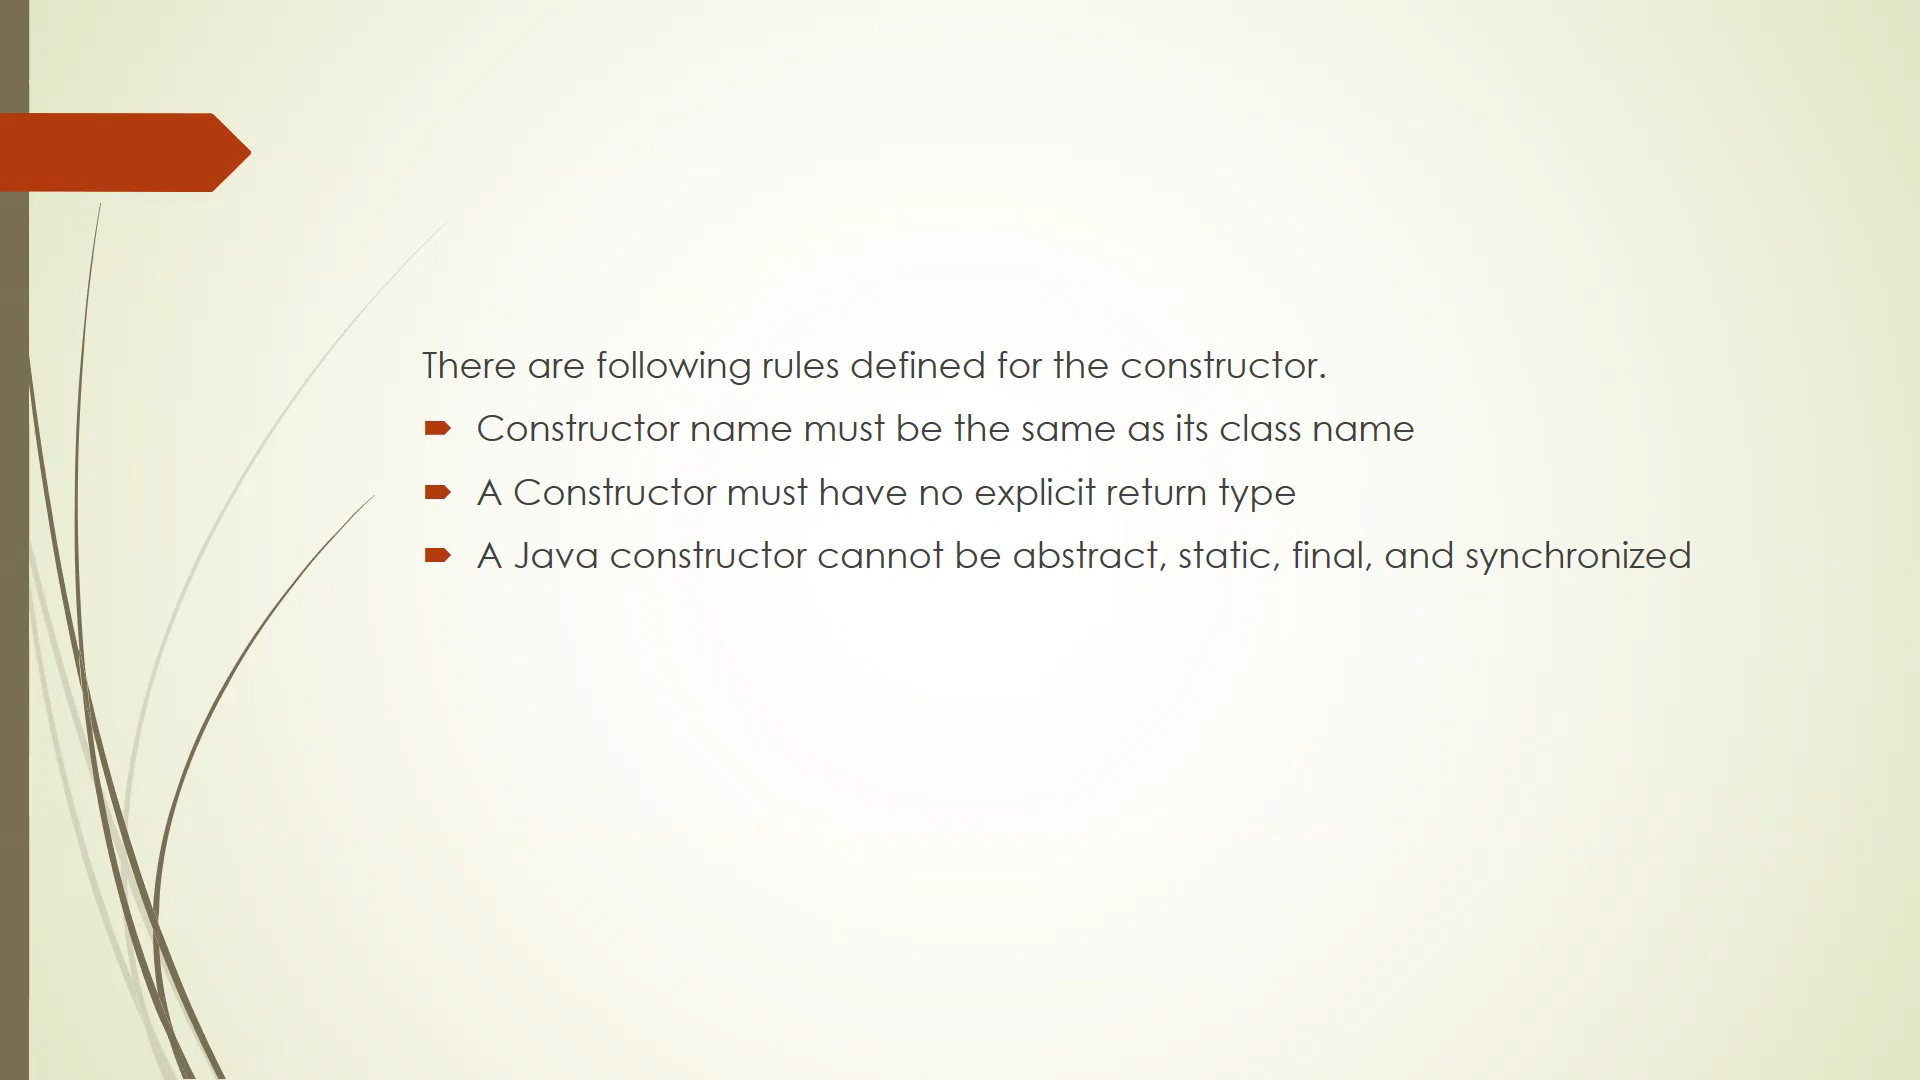 There are following rules defined for the constructor.
Constructor name must be the same as its class name
A Constructor must have no explicit return type
A Java constructor cannot be abstract, static, final, and synchronized